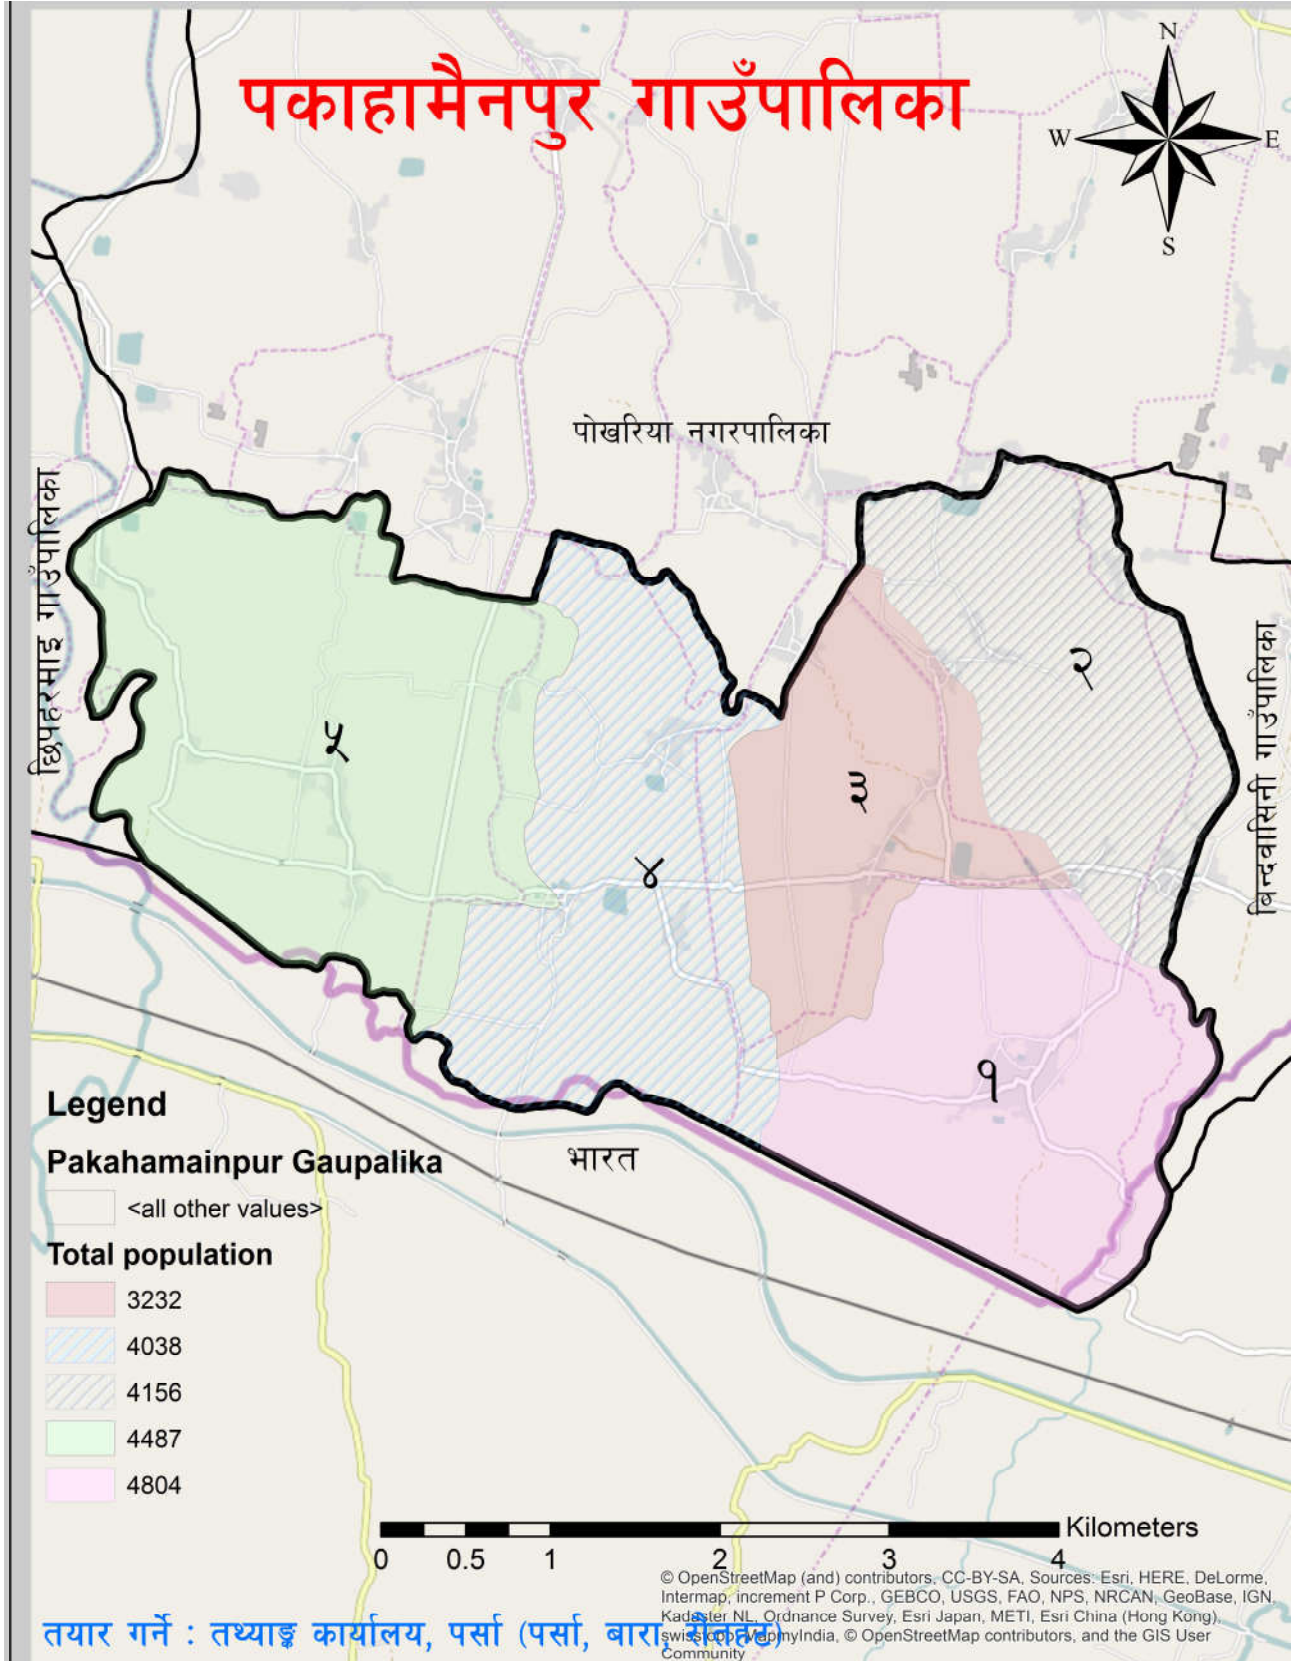 पकाहामैनपुर गाउँपालिका
N
W
E
S
पोखरिया नगरपालिका
छिपहरमाइ गाउँपालिका
बिन्दवासिनी गाउँपालिका
२
५
३
४
१
भारत
Legend
Pakahamainpur Gaupalika
<all other values>
Total population
3232
4038
4156
4487
4804
Kilometers
0 0.5 1 2 3 4
© OpenStreetMap (and) contributors, CC-BY-SA, Sources: Esri, HERE, DeLorme,
Intermap, increment P Corp., GEBCO, USGS, FAO, NPS, NRCAN, GeoBase, IGN,
Kadaster NL, Ordnance Survey, Esri Japan, METI, Esri China (Hong Kong),
swisstopo, MapmyIndia, © OpenStreetMap contributors, and the GIS User
Community
तयार गर्ने : तथ्याङ्क कार्यालय, पर्सा (पर्सा, बारा, रौतहट)